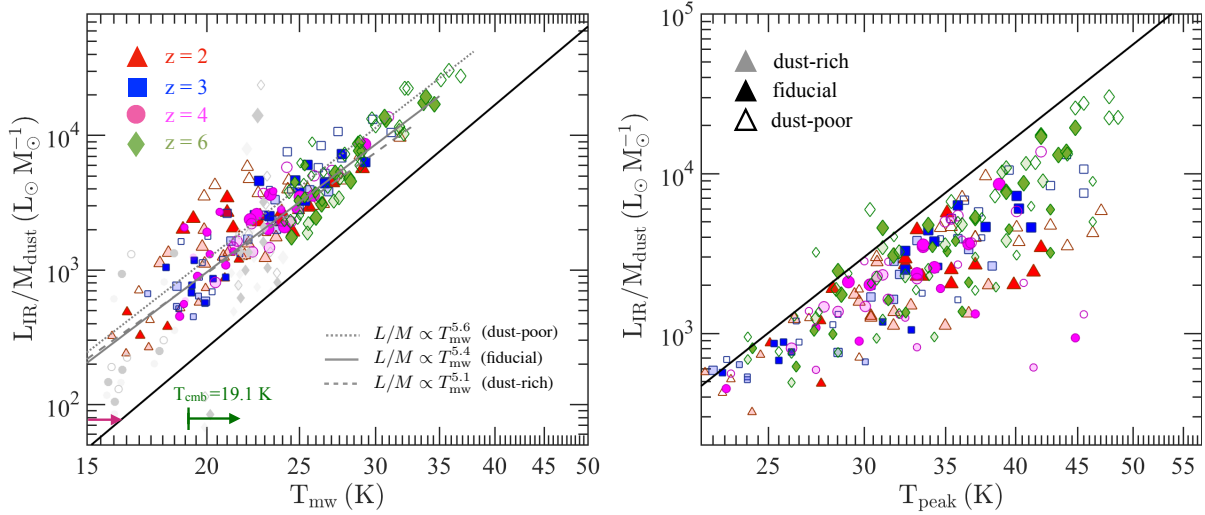 L_IR/M_dust (L_⊙ M_⊙^-1)
10^4
10^3
10^2
z = 2
z = 3
z = 4
z = 6
L/M ∝ T_mw^5.6 (dust-poor)
L/M ∝ T_mw^5.4 (fiducial)
L/M ∝ T_mw^5.1 (dust-rich)
T_cmb=19.1 K
15 20 25 30 35 40 45 50
T_mw (K)
L_IR/M_dust (L_⊙ M_⊙^-1)
10^5
10^4
10^3
dust-rich
fiducial
dust-poor
25 30 35 40 45 50 55
T_peak (K)